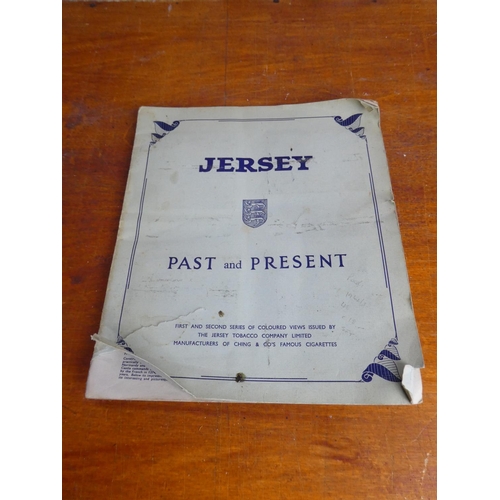 JERSEY
PAST and PRESENT
FIRST AND SECOND SERIES OF COLOURED VIEWS ISSUED BY
THE JERSEY TOBACCO COMPANY LIMITED
MANUFACTURERS OF CHING & CO'S FAMOUS CIGARETTES